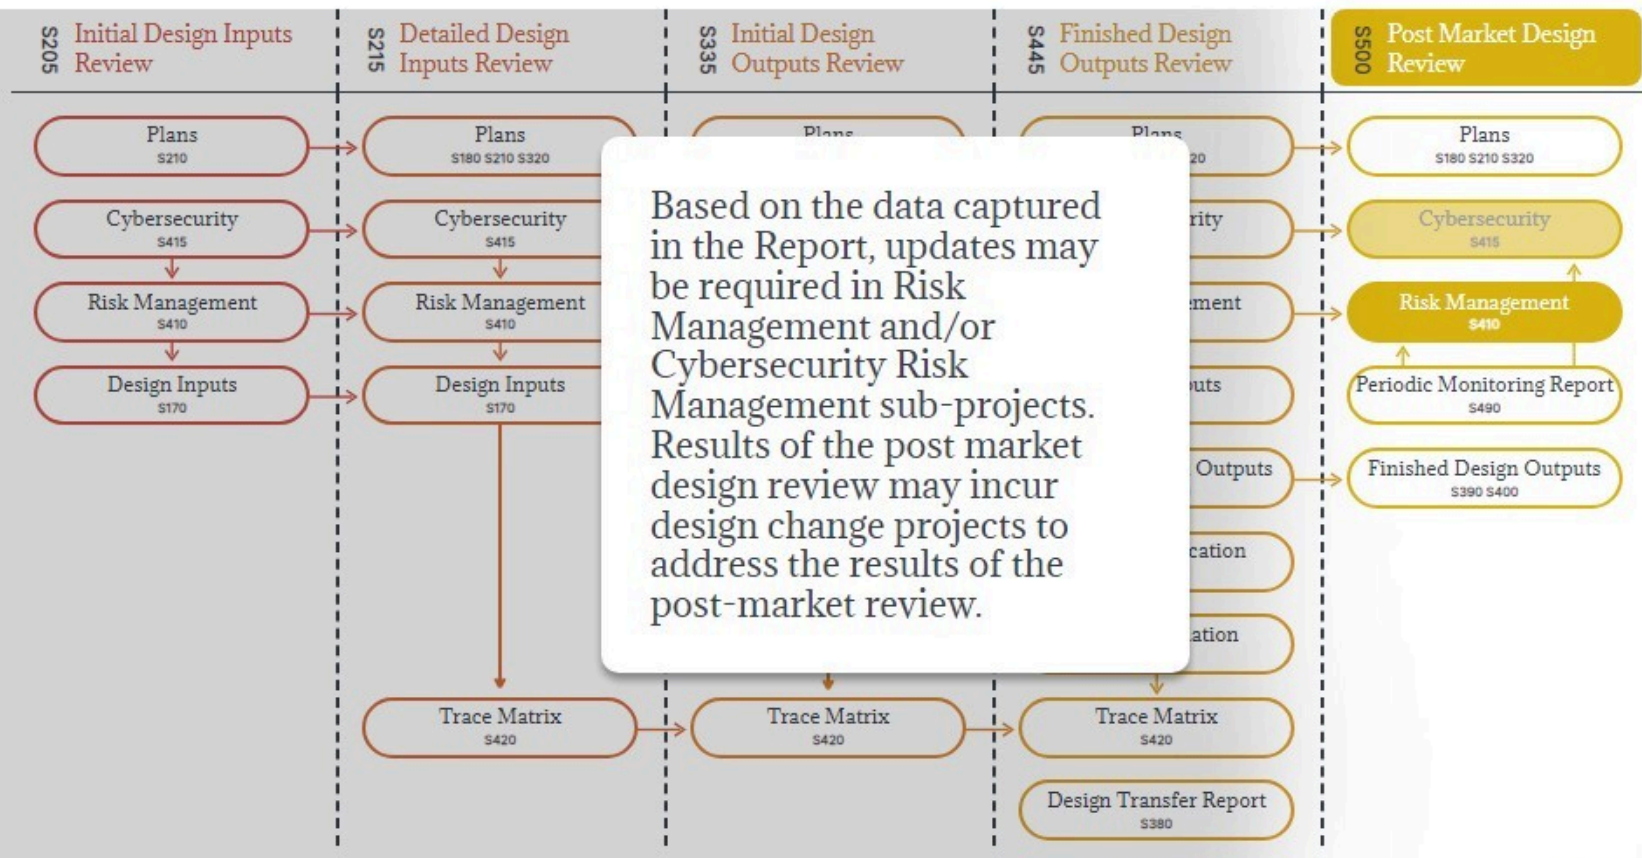 S205
Initial Design Inputs
Review
S215
Detailed Design
Inputs Review
S335
Initial Design
Outputs Review
S445
Finished Design
Outputs Review
S500
Post Market Design
Review
Plans
S210
Cybersecurity
S415
Risk Management
S410
Design Inputs
S170
Plans
S180 S210 S320
Cybersecurity
S415
Risk Management
S410
Design Inputs
S170
Trace Matrix
S420
Plans
Trace Matrix
S420
Plans
20
Outputs
Trace Matrix
S420
Design Transfer Report
S380
Plans
S180 S210 S320
Cybersecurity
S415
Risk Management
S410
Periodic Monitoring Report
S490
Finished Design Outputs
S390 S400
Based on the data captured
in the Report, updates may
be required in Risk
Management and/or
Cybersecurity Risk
Management sub-projects.
Results of the post market
design review may incur
design change projects to
address the results of the
post-market review.